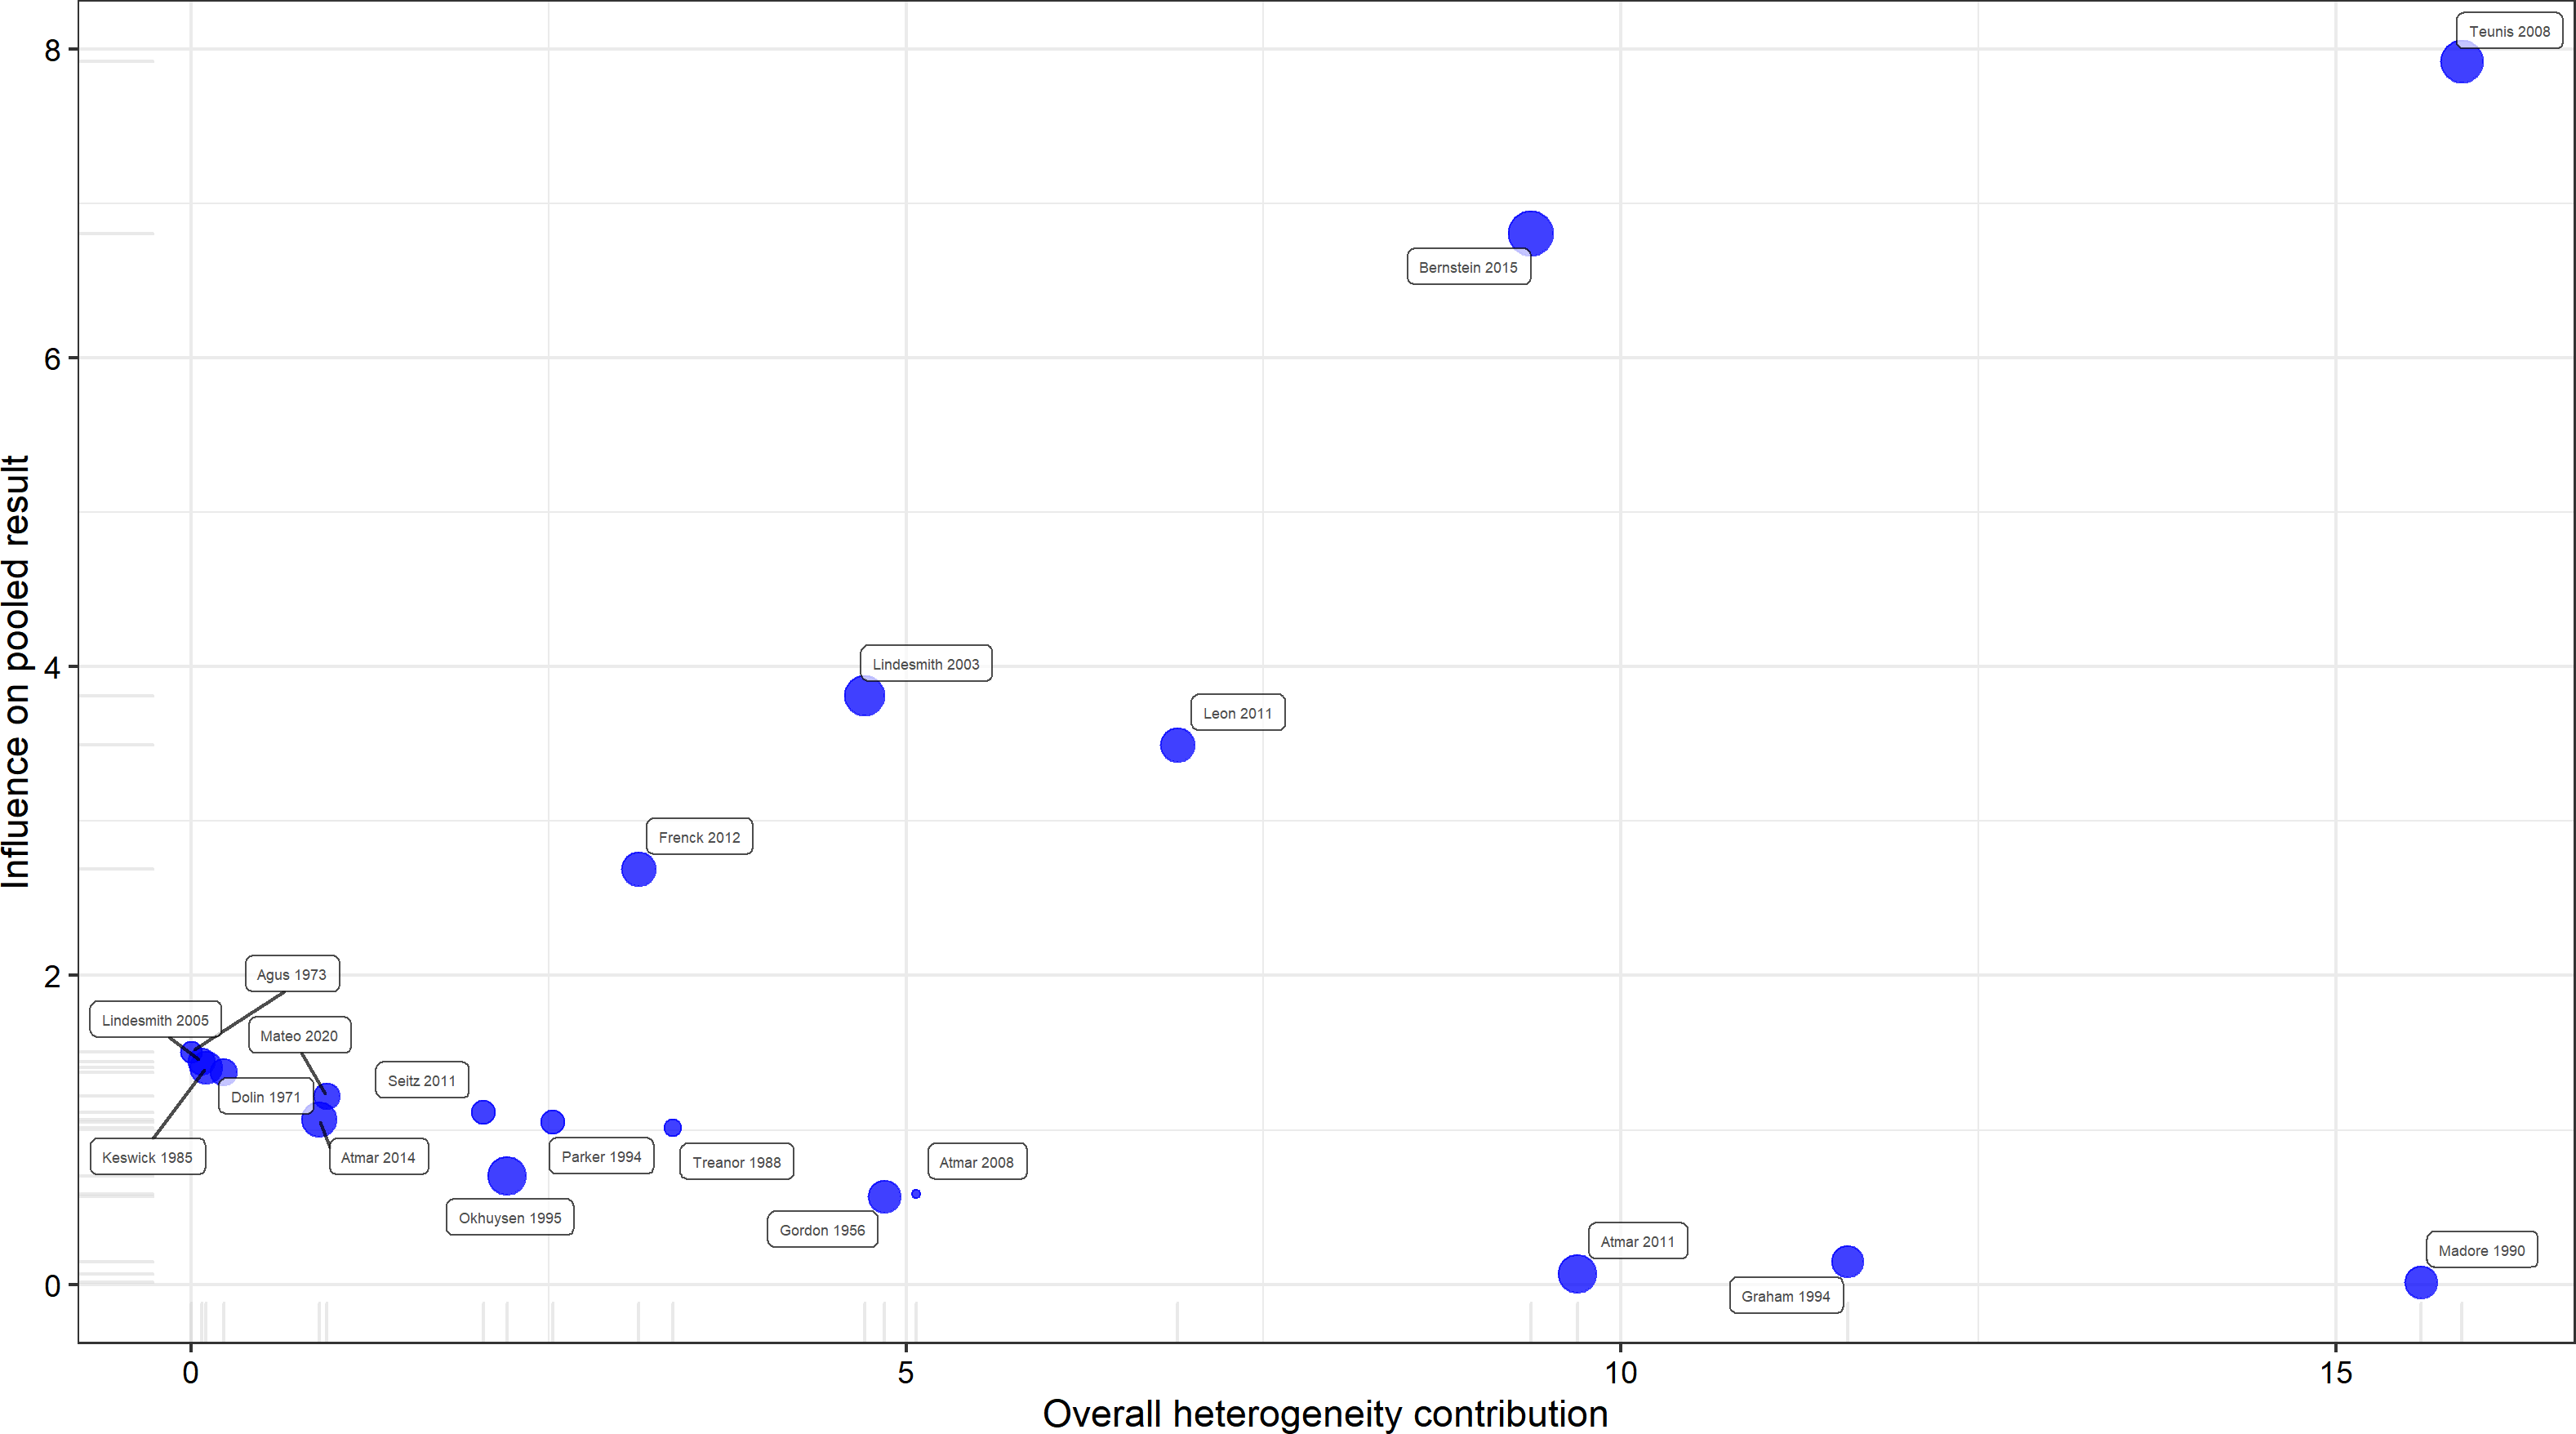 8
Teunis 2008
Bernstein 2015
6
Influence on pooled result
Lindesmith 2003
4
Leon 2011
Frenck 2012
2
Agus 1973
Lindesmith 2005
Mateo 2020
Seitz 2011
Dolin 1971
Keswick 1985
Atmar 2014
Parker 1994
Treanor 1988
Atmar 2008
Okhuysen 1995
Gordon 1956
Atmar 2011
Madore 1990
0
Graham 1994
0 5 10 15
Overall heterogeneity contribution